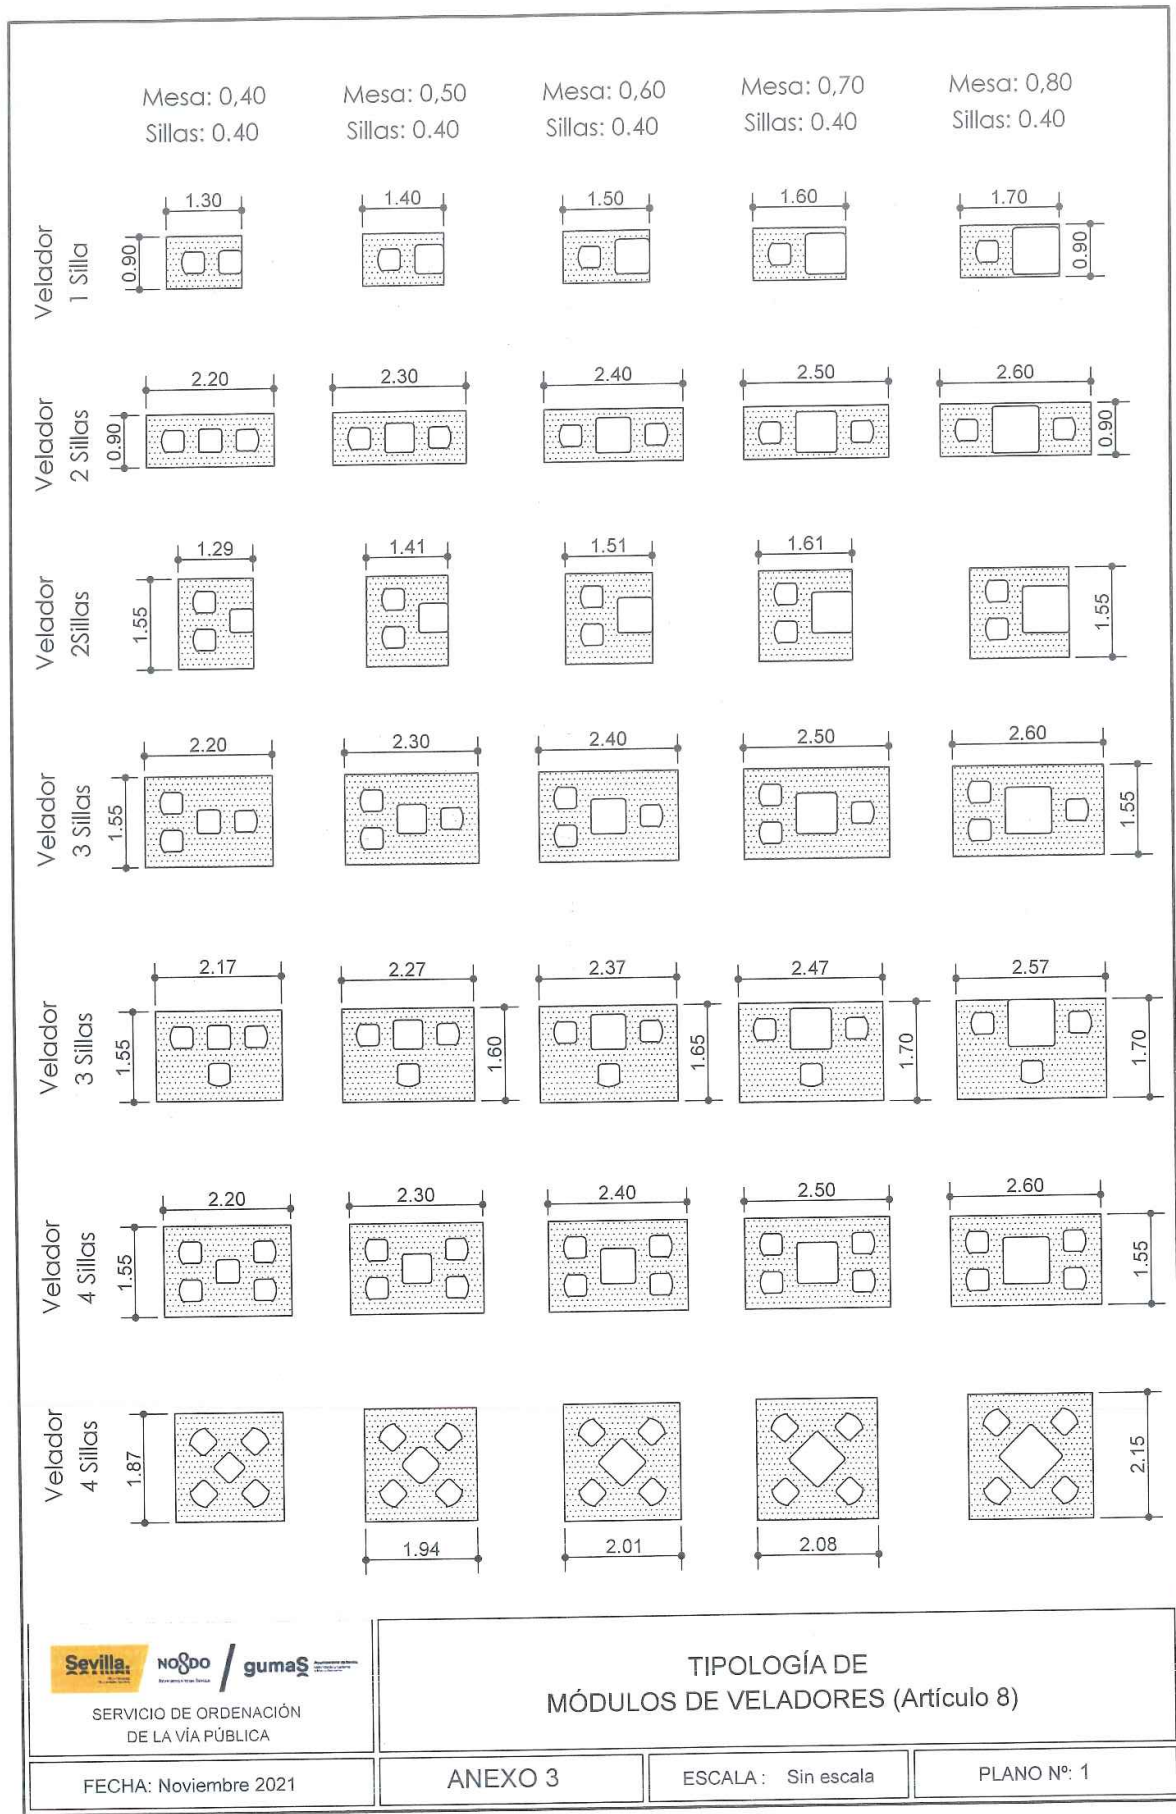 Mesa: 0,40
Sillas: 0.40
Mesa: 0,50
Sillas: 0.40
Mesa: 0,60
Sillas: 0.40
Mesa: 0,70
Sillas: 0.40
Mesa: 0,80
Sillas: 0.40
Velador
1 Silla
0.90
1.30
1.40
1.50
1.60
1.70
0.90
Velador
2 Sillas
0.90
2.20
2.30
2.40
2.50
2.60
0.90
Velador
2Sillas
1.55
1.29
1.41
1.51
1.61
1.55
Velador
3 Sillas
1.55
2.20
2.30
2.40
2.50
2.60
1.55
Velador
3 Sillas
1.55
2.17
2.27
1.60
2.37
1.65
2.47
1.70
2.57
1.70
Velador
4 Sillas
1.55
2.20
2.30
2.40
2.50
2.60
1.55
Velador
4 Sillas
1.87
1.94
2.01
2.08
2.15
Sevilla
NO8DO
gumaS
SERVICIO DE ORDENACIÓN
DE LA VÍA PÚBLICA
TIPOLOGÍA DE
MÓDULOS DE VELADORES (Artículo 8)
FECHA: Noviembre 2021
ANEXO 3
ESCALA : Sin escala
PLANO Nº: 1